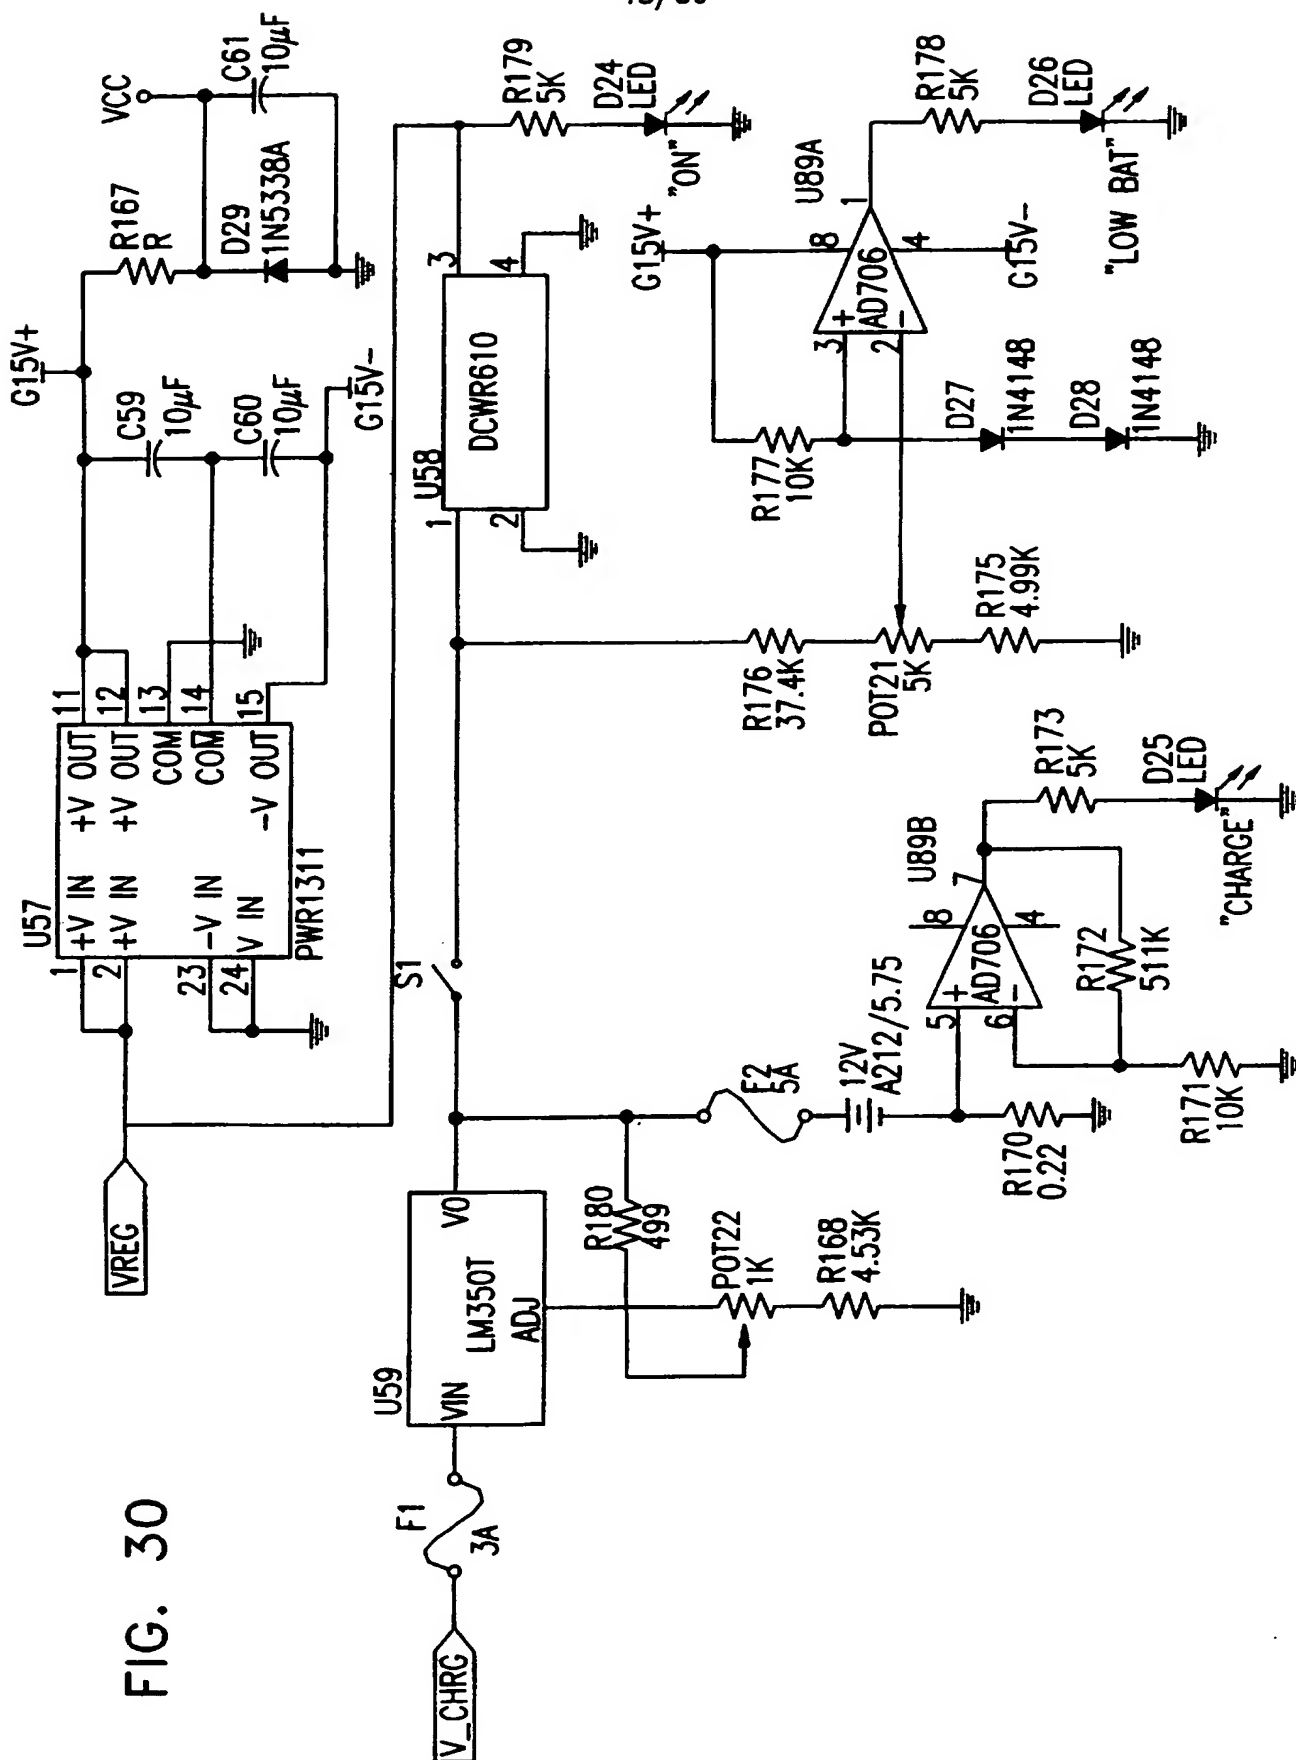 FIG. 30
V_CHRG
F1
3A
U59
VIN
LM350T
VO
ADJ
R180
499
POT22
1K
R168
4.53K
VREG
U57
1
+V IN
+V OUT
11
2
+V IN
+V OUT
12
COM
13
23
-V IN
COM
14
24
V IN
-V OUT
15
PWR1311
G15V+
C59
10µF
C60
10µF
G15V-
R167
R
D29
1N5338A
VCC
C61
10µF
S1
F2
5A
12V
A212/5.75
R170
0.22
U89B
5
+
6
-
AD706
8
4
7
R172
511K
R171
10K
R173
5K
D25
LED
"CHARGE"
U58
1
2
DCWR610
3
4
R179
5K
D24
LED
"ON"
R176
37.4K
POT21
5K
R175
4.99K
R177
10K
D27
1N4148
D28
1N4148
G15V+
U89A
3
+
2
-
AD706
8
4
1
G15V-
R178
5K
D26
LED
"LOW BAT"